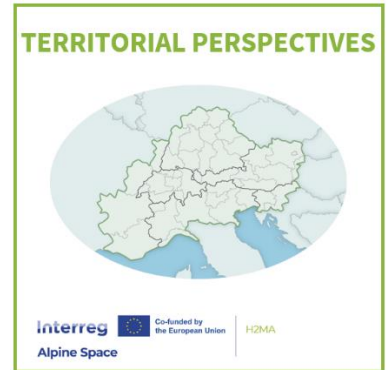 TERRITORIAL PERSPECTIVES
Interreg
Co-funded by
the European Union
H2MA
Alpine Space